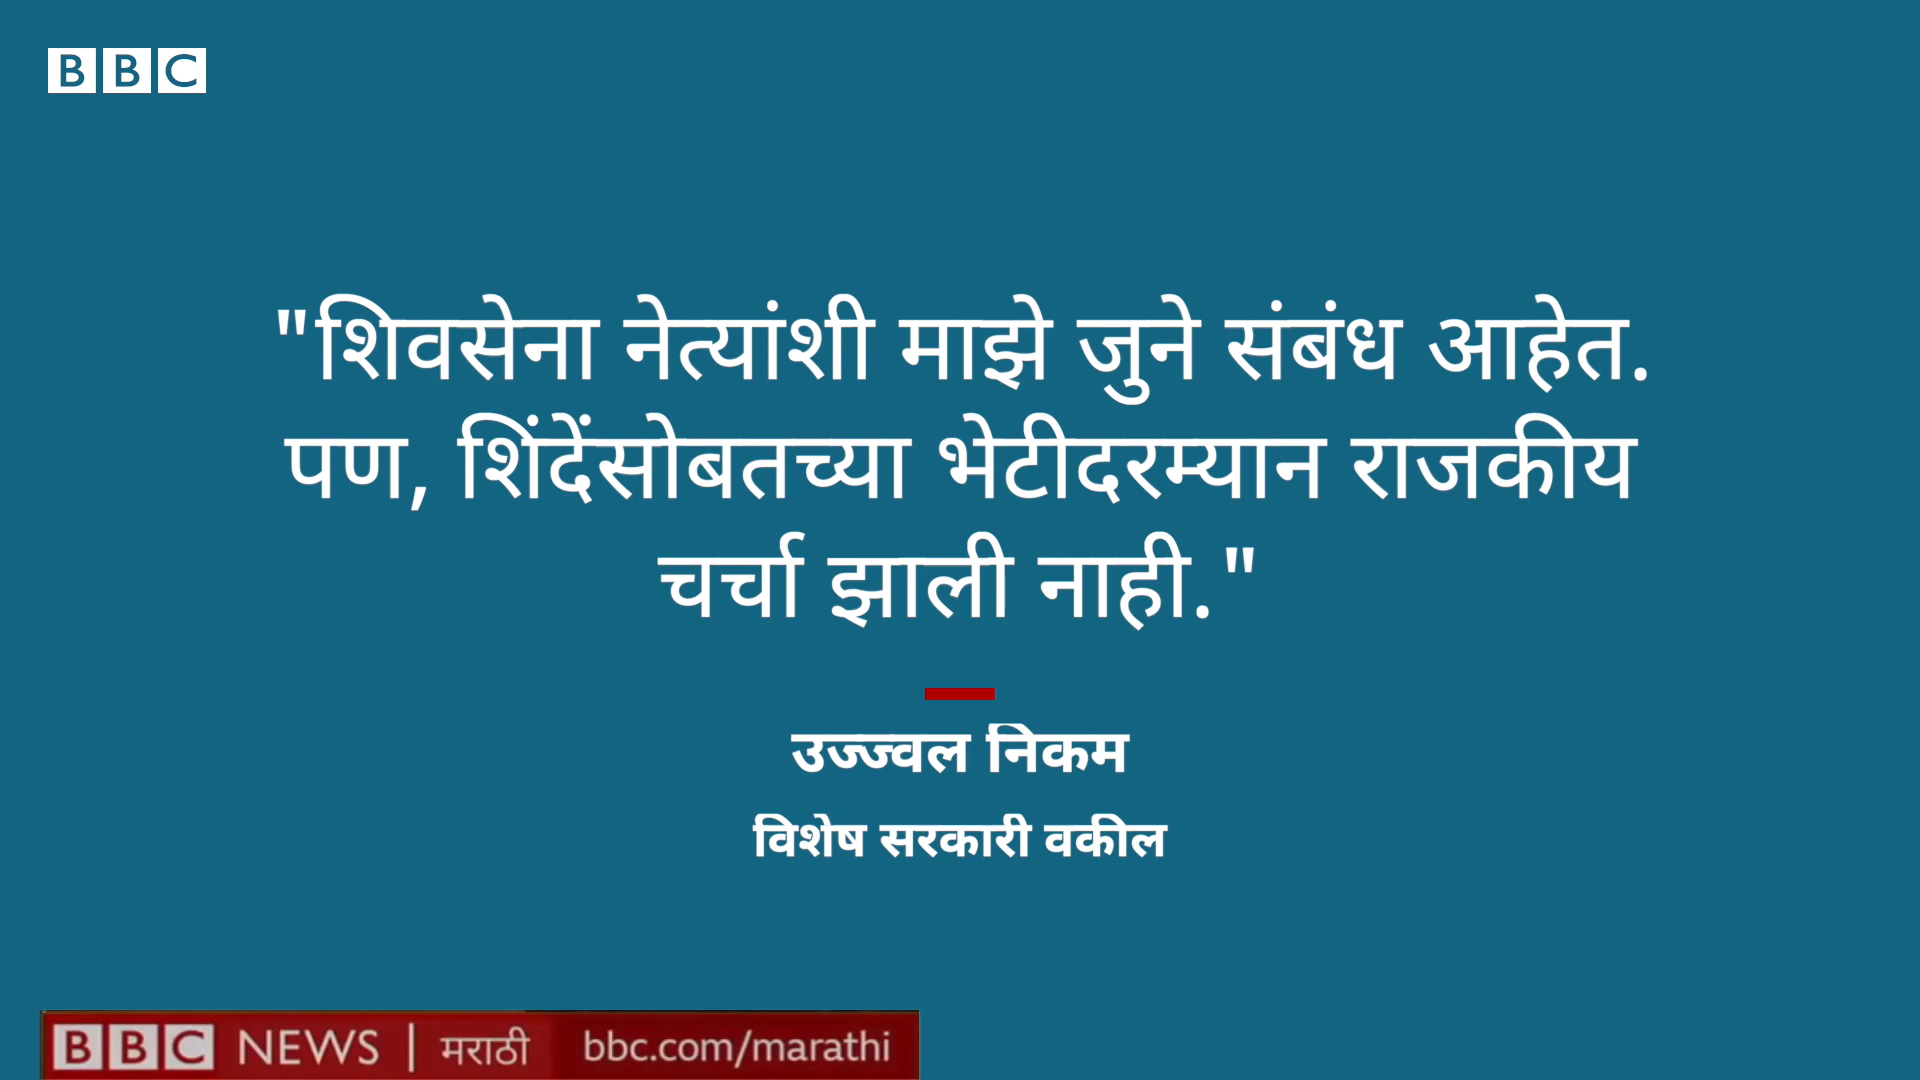 BBC
"शिवसेना नेत्यांशी माझे जुने संबंध आहेत.
पण, शिंदेंसोबतच्या भेटीदरम्यान राजकीय
चर्चा झाली नाही."
उज्ज्वल निकम
विशेष सरकारी वकील
BBC NEWS | मराठी bbc.com/marathi